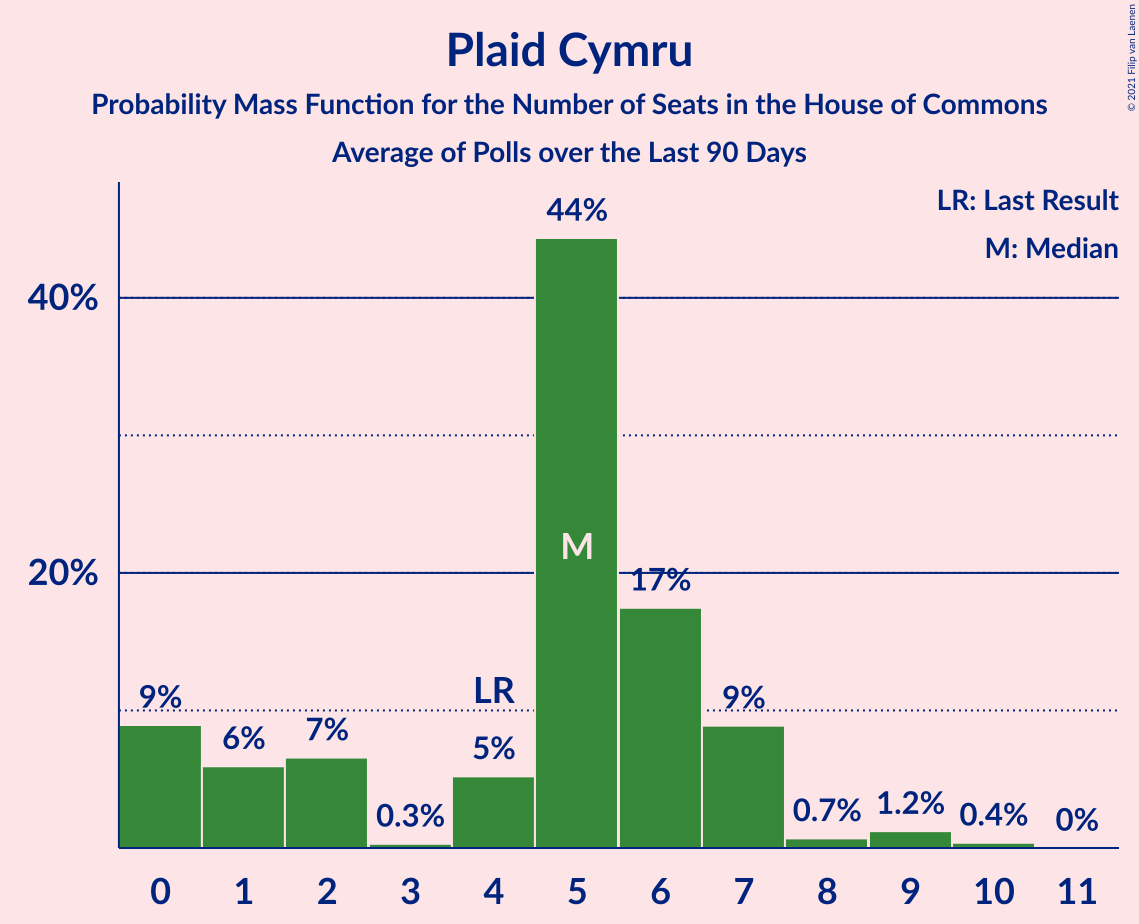 Plaid Cymru
Probability Mass Function for the Number of Seats in the House of Commons
Average of Polls over the Last 90 Days
© 2021 Filip van Laenen
LR: Last Result
M: Median
44%
40%
M
20%
17%
LR
9%
9%
6%
7%
5%
0.3%
0.7%
1.2%
0.4%
0%
0 1 2 3 4 5 6 7 8 9 10 11